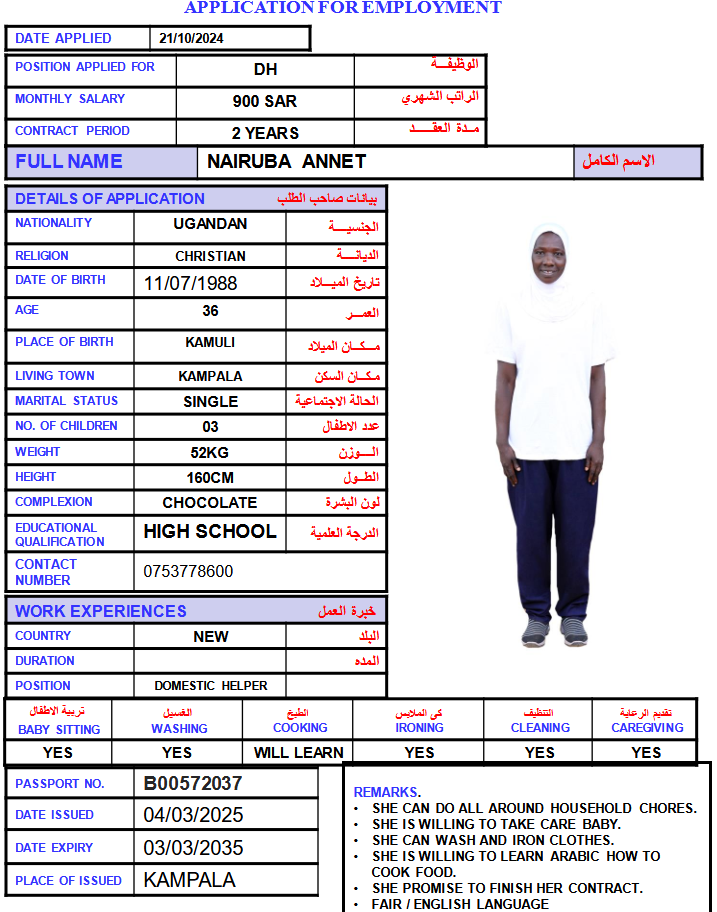 APPLICATION FOR EMPLOYMENT
DATE APPLIED 21/10/2024
POSITION APPLIED FOR DH الوظيفـــة
MONTHLY SALARY 900 SAR الراتب الشهري
CONTRACT PERIOD 2 YEARS مـدة العقـــد
FULL NAME NAIRUBA ANNET الاسم الكامل
DETAILS OF APPLICATION بيانات صاحب الطلب
NATIONALITY UGANDAN الجنسيـــة
RELIGION CHRISTIAN الديانـــة
DATE OF BIRTH 11/07/1988 تاريخ الميـــلاد
AGE 36 العمــر
PLACE OF BIRTH KAMULI مـــكـــان الميلاد
LIVING TOWN KAMPALA مـكـان السكن
MARITAL STATUS SINGLE الحالة الاجتماعية
NO. OF CHILDREN 03 عدد الاطفال
WEIGHT 52KG الــــوزن
HEIGHT 160CM الطــول
COMPLEXION CHOCOLATE لون البشرة
EDUCATIONAL QUALIFICATION HIGH SCHOOL الدرجة العلمية
CONTACT NUMBER 0753778600
WORK EXPERIENCES خبرة العمل
COUNTRY NEW البلد
DURATION المده
POSITION DOMESTIC HELPER
تربية الاطفال الغسيل الطبخ كى الملابس التنظيف تقديم الرعاية
BABY SITTING WASHING COOKING IRONING CLEANING CAREGIVING
YES YES WILL LEARN YES YES YES
PASSPORT NO. B00572037
DATE ISSUED 04/03/2025
DATE EXPIRY 03/03/2035
PLACE OF ISSUED KAMPALA
REMARKS.
• SHE CAN DO ALL AROUND HOUSEHOLD CHORES.
• SHE IS WILLING TO TAKE CARE BABY.
• SHE CAN WASH AND IRON CLOTHES.
• SHE IS WILLING TO LEARN ARABIC HOW TO
COOK FOOD.
• SHE PROMISE TO FINISH HER CONTRACT.
• FAIR / ENGLISH LANGUAGE